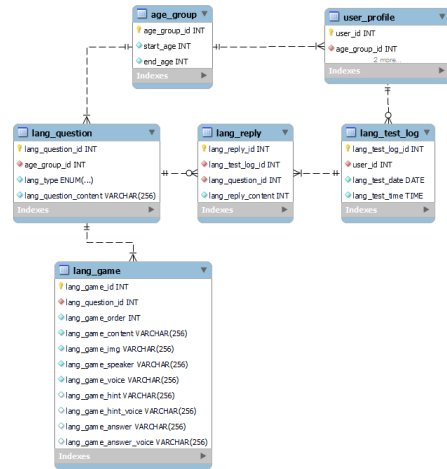 age_group
age_group_id INT
start_age INT
end_age INT
Indexes
user_profile
user_id INT
age_group_id INT
2 more...
Indexes
lang_question
lang_question_id INT
age_group_id INT
lang_type ENUM(...)
lang_question_content VARCHAR(256)
Indexes
lang_reply
lang_reply_id INT
lang_test_log_id INT
lang_question_id INT
lang_reply_content INT
Indexes
lang_test_log
lang_test_log_id INT
user_id INT
lang_test_date DATE
lang_test_time TIME
Indexes
lang_game
lang_game_id INT
lang_question_id INT
lang_game_order INT
lang_game_content VARCHAR(256)
lang_game_img VARCHAR(256)
lang_game_speaker VARCHAR(256)
lang_game_voice VARCHAR(256)
lang_game_hint VARCHAR(256)
lang_game_hint_voice VARCHAR(256)
lang_game_answer VARCHAR(256)
lang_game_answer_voice VARCHAR(256)
Indexes